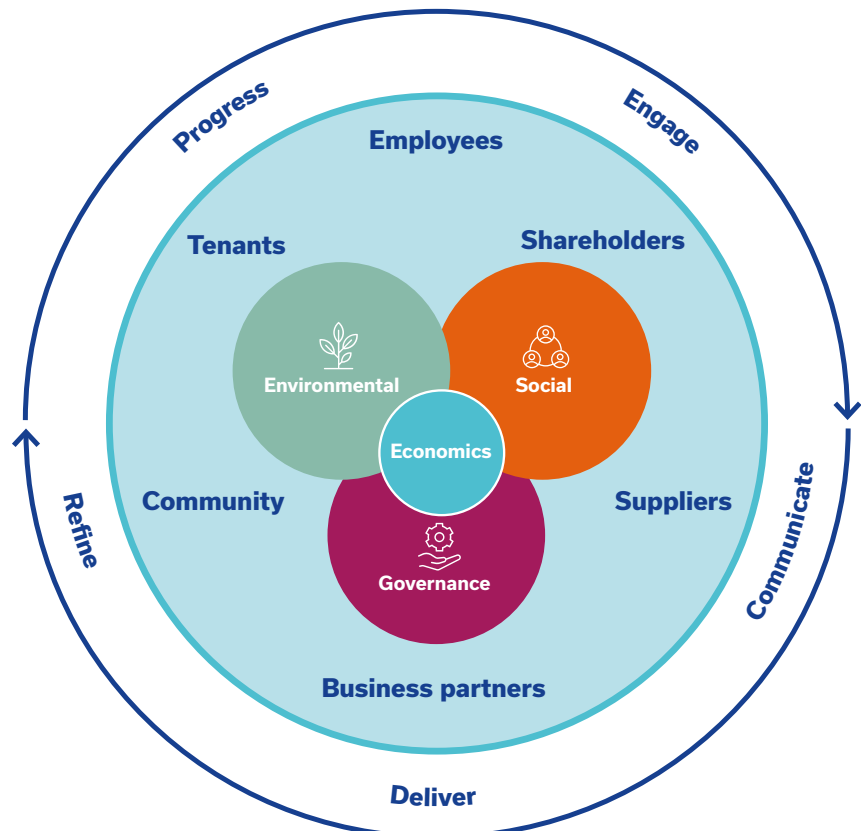 Progress
Engage
Employees
Tenants
Shareholders
Environmental
Social
Economics
Community
Suppliers
Refine
Communicate
Governance
Business partners
Deliver